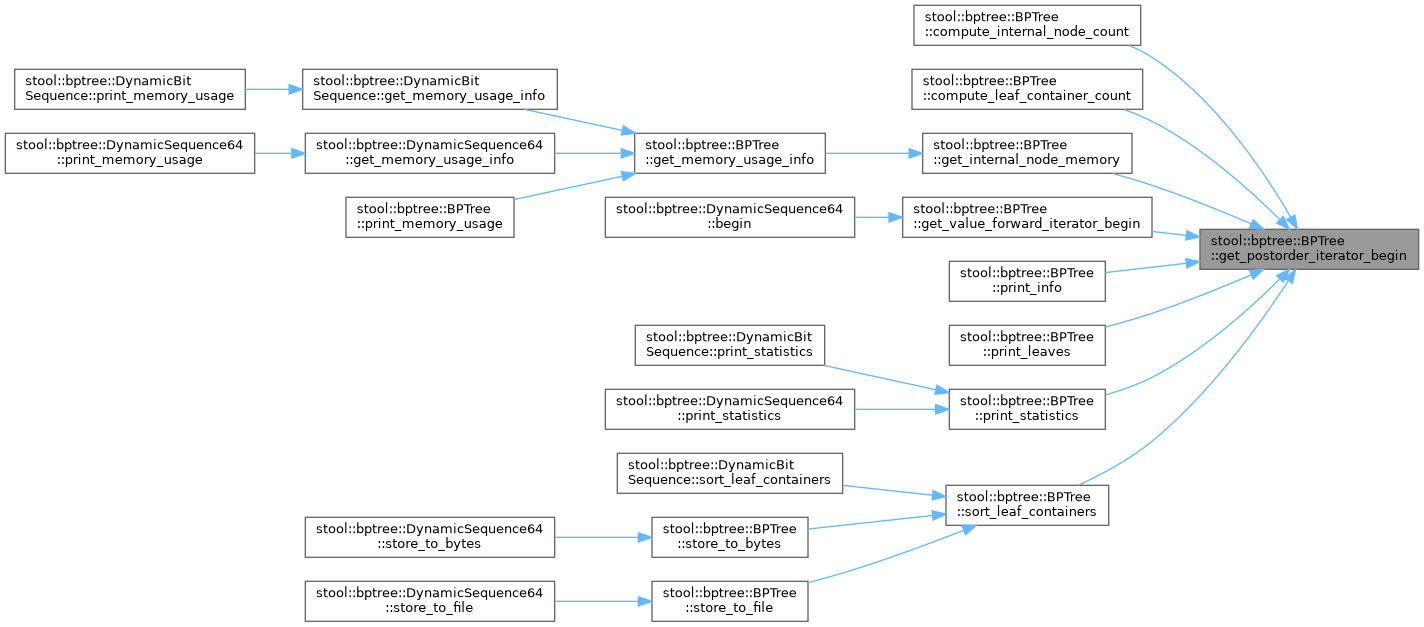 stool::bptree::BPTree
::compute_internal_node_count
stool::bptree::DynamicBit
Sequence::print_memory_usage
stool::bptree::DynamicBit
Sequence::get_memory_usage_info
stool::bptree::BPTree
::compute_leaf_container_count
stool::bptree::DynamicSequence64
::print_memory_usage
stool::bptree::DynamicSequence64
::get_memory_usage_info
stool::bptree::BPTree
::get_memory_usage_info
stool::bptree::BPTree
::get_internal_node_memory
stool::bptree::BPTree
::print_memory_usage
stool::bptree::DynamicSequence64
::begin
stool::bptree::BPTree
::get_value_forward_iterator_begin
stool::bptree::BPTree
::get_postorder_iterator_begin
stool::bptree::BPTree
::print_info
stool::bptree::DynamicBit
Sequence::print_statistics
stool::bptree::BPTree
::print_leaves
stool::bptree::DynamicSequence64
::print_statistics
stool::bptree::BPTree
::print_statistics
stool::bptree::DynamicBit
Sequence::sort_leaf_containers
stool::bptree::BPTree
::sort_leaf_containers
stool::bptree::DynamicSequence64
::store_to_bytes
stool::bptree::BPTree
::store_to_bytes
stool::bptree::DynamicSequence64
::store_to_file
stool::bptree::BPTree
::store_to_file